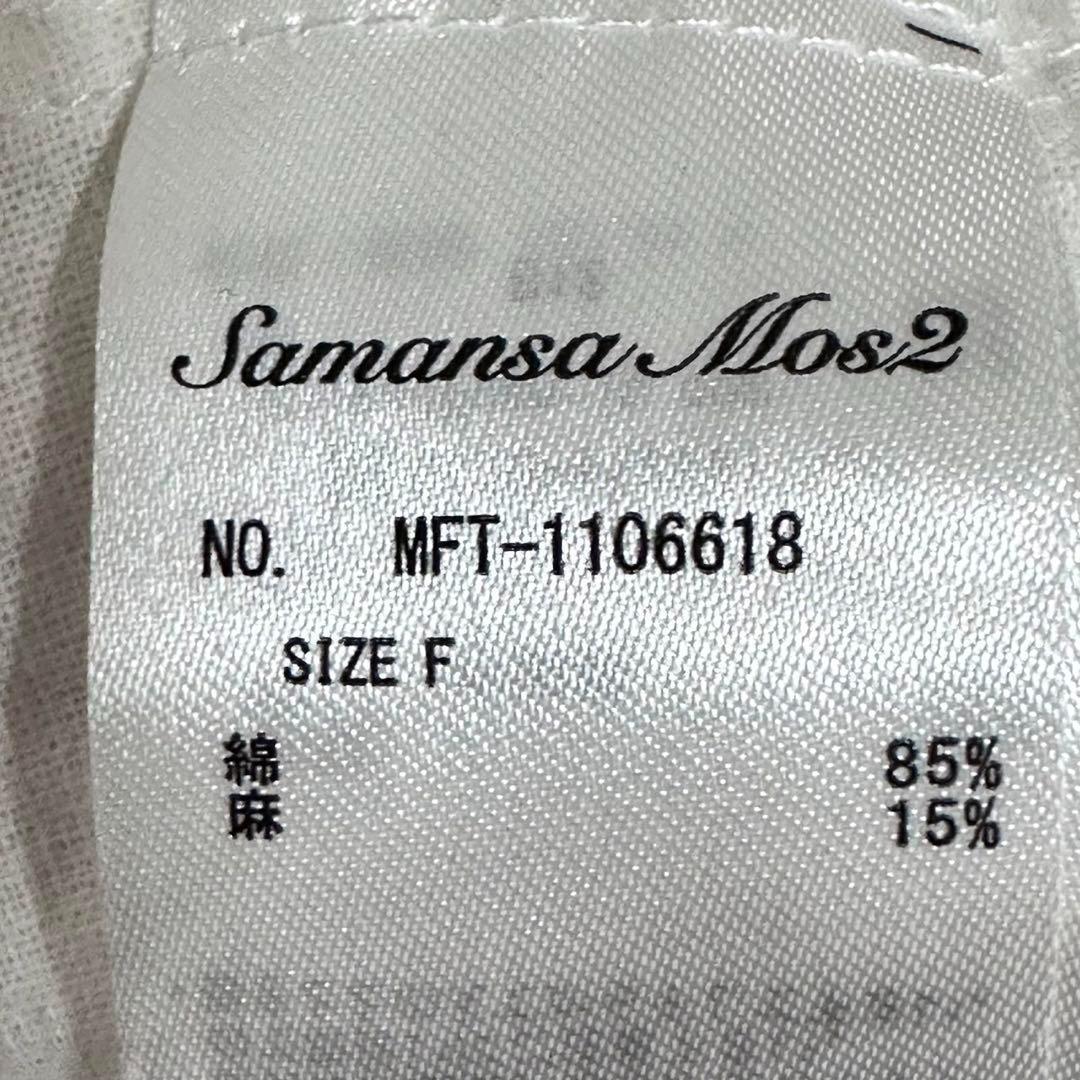 Samansa Mos2
NO. MFT-1106618
SIZE F
綿 85%
麻 15%